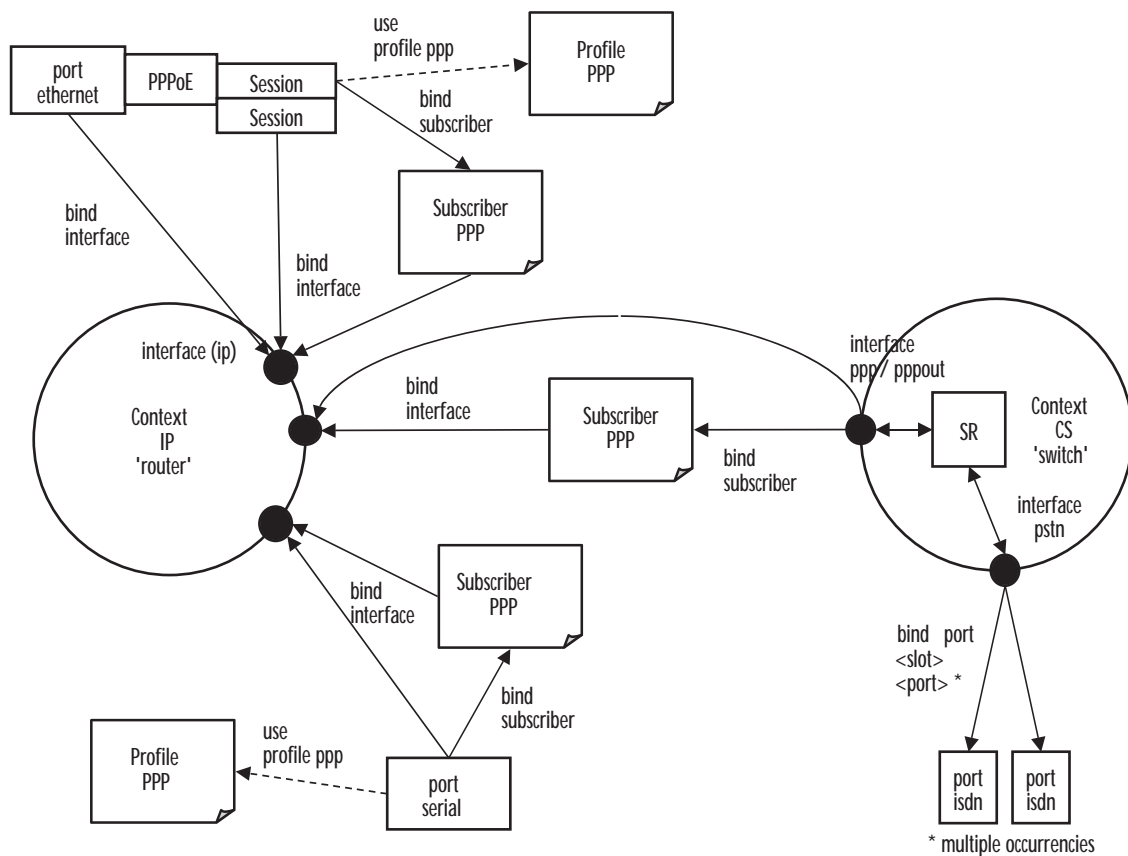 use
profile ppp
Profile
PPP
port
ethernet
PPPoE
Session
Session
bind
subscriber
Subscriber
PPP
bind
interface
bind
interface
interface (ip)
Context
IP
'router'
bind
interface
Subscriber
PPP
bind
subscriber
interface
ppp / pppout
SR
Context
CS
'switch'
interface
pstn
Subscriber
PPP
bind
interface
bind
subscriber
bind port
<slot>
<port> *
Profile
PPP
use
profile ppp
port
serial
port
isdn
port
isdn
* multiple occurrencies